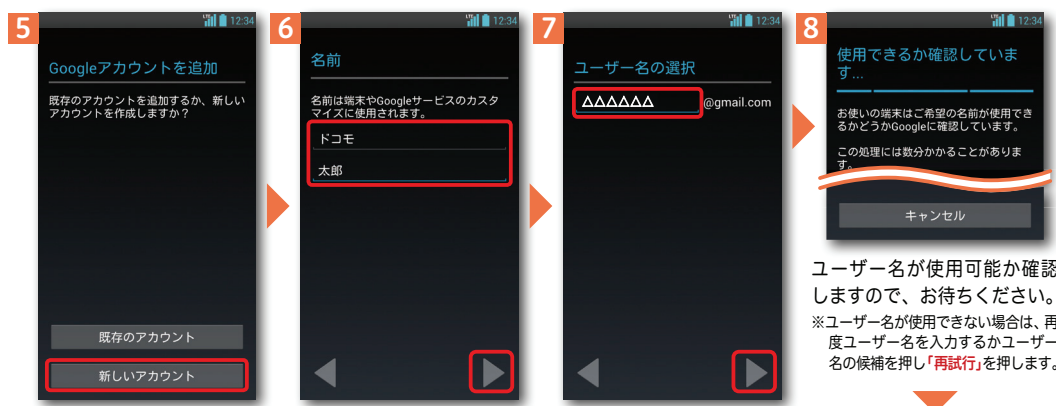 5
LTE 12:34
Googleアカウントを追加
既存のアカウントを追加するか、新しい
アカウントを作成しますか？
既存のアカウント
新しいアカウント
6
LTE 12:34
名前
名前は端末やGoogleサービスのカスタ
マイズに使用されます。
ドコモ
太郎
7
LTE 12:34
ユーザー名の選択
△△△△△△ @gmail.com
8
LTE 12:34
使用できるか確認していま
す...
お使いの端末はご希望の名前が使用でき
るかどうかGoogleに確認しています。
この処理には数分かかることがありま
す。
キャンセル
ユーザー名が使用可能か確認
しますので、お待ちください。
※ユーザー名が使用できない場合は、再
度ユーザー名を入力するかユーザー
名の候補を押し「再試行」を押します。